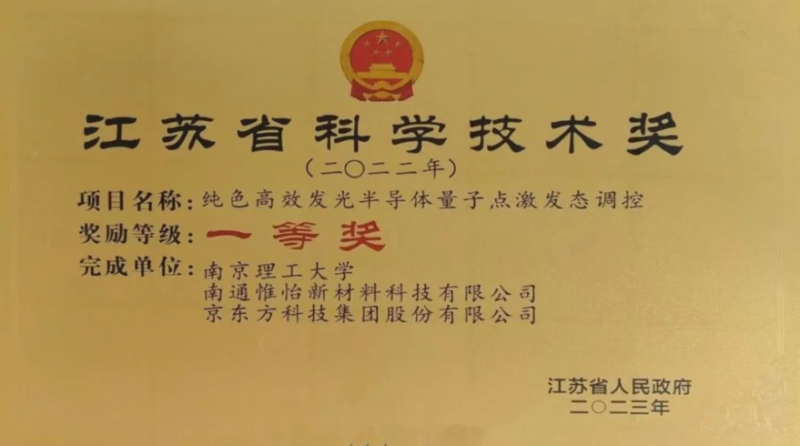 江苏省科学技术奖
（二〇二二年）
项目名称：纯色高效发光半导体量子点激发态调控
奖励等级：一等奖
完成单位：南京理工大学
南通惟怡新材料科技有限公司
京东方科技集团股份有限公司
江苏省人民政府
二〇二三年